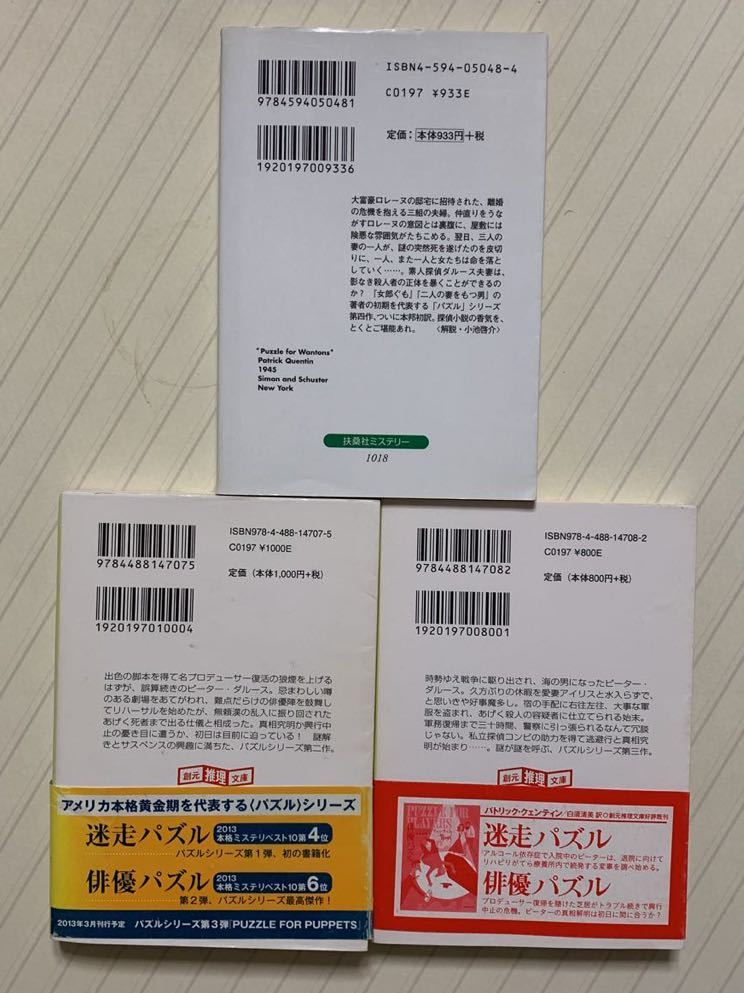 ISBN4-594-05048-4
C0197 ¥933E
9784594050481
定価：本体933円＋税
1920197009336
大富豪ロレーヌの邸宅に招待された、離婚
の危機を抱える三組の夫婦。仲直りをうな
がすロレーヌの意図とは裏腹に、屋敷には
険悪な雰囲気がたちこめる。翌日、三人の
妻の一人が、謎の突然死を遂げたのを皮切
りに、一人、また一人と女たちは命を落と
していく……。素人探偵ダルース夫妻は、
影なき殺人者の正体を暴くことができるの
か？「女郎ぐも」「二人の妻をもつ男」の
著者の初期を代表する「パズル」シリーズ
第四作、ついに本邦初訳。探偵小説の香気を、
とくとご堪能あれ。〈解説・小池啓介〉
"Puzzle for Wantons"
Patrick Quentin
1945
Simon and Schuster
New York
扶桑社ミステリー
1018
ISBN978-4-488-14707-5
C0197 ¥1000E
9784488147075
定価（本体1,000円+税）
1920197010004
出色の脚本を得て名プロデューサー復活の狼煙を上げる
はずが、誤算続きのピーター・ダルース。忌まわしい噂
のある劇場をあてがわれ、難点だらけの俳優陣を鼓舞し
てリハーサルを始めたが、無頼漢の乱入に振り回された
あげく死者まで出る仕儀と相成った。真相究明か興行中
止の憂き目に遭うか、初日は目前に迫っている！　謎解
きとサスペンスの興趣に満ちた、パズルシリーズ第二作。
創元推理文庫
アメリカ本格黄金期を代表する〈パズル〉シリーズ
迷走パズル 2013本格ミステリベスト10第4位
パズルシリーズ第1弾、初の書籍化
俳優パズル 2013本格ミステリベスト10第6位
第2弾、パズルシリーズ最高傑作！
2013年3月刊行予定 パズルシリーズ第3弾『PUZZLE FOR PUPPETS』
ISBN978-4-488-14708-2
C0197 ¥800E
9784488147082
定価（本体800円+税）
1920197008001
時勢ゆえ戦争に駆り出され、海の男になったピーター・
ダルース。久方ぶりの休暇を愛妻アイリスと水入らずで、
と思いきや好事魔多し。宿の手配に右往左往、大事な軍
服を盗まれ、あげく殺人の容疑者に仕立てられる始末。
軍務復帰まで三十時間、警察に引っ張られるなんて冗談
じゃない。私立探偵コンビの助力を得て逃避行と真相究
明が始まり……。謎が謎を呼ぶ、パズルシリーズ第三作。
創元推理文庫
パトリック・クェンティン/白須清美 訳◎創元推理文庫好評既刊
PUZZLE FOR
PLAYERS
迷走パズル
アルコール依存症で入院中のピーターは、退院に向けて
リハビリがてら療養所内で続発する変事を調べ始める。
俳優パズル
プロデューサー復帰を賭けた芝居がトラブル続きで興行
中止の危機。ピーターの真相解明は初日に間に合うか？